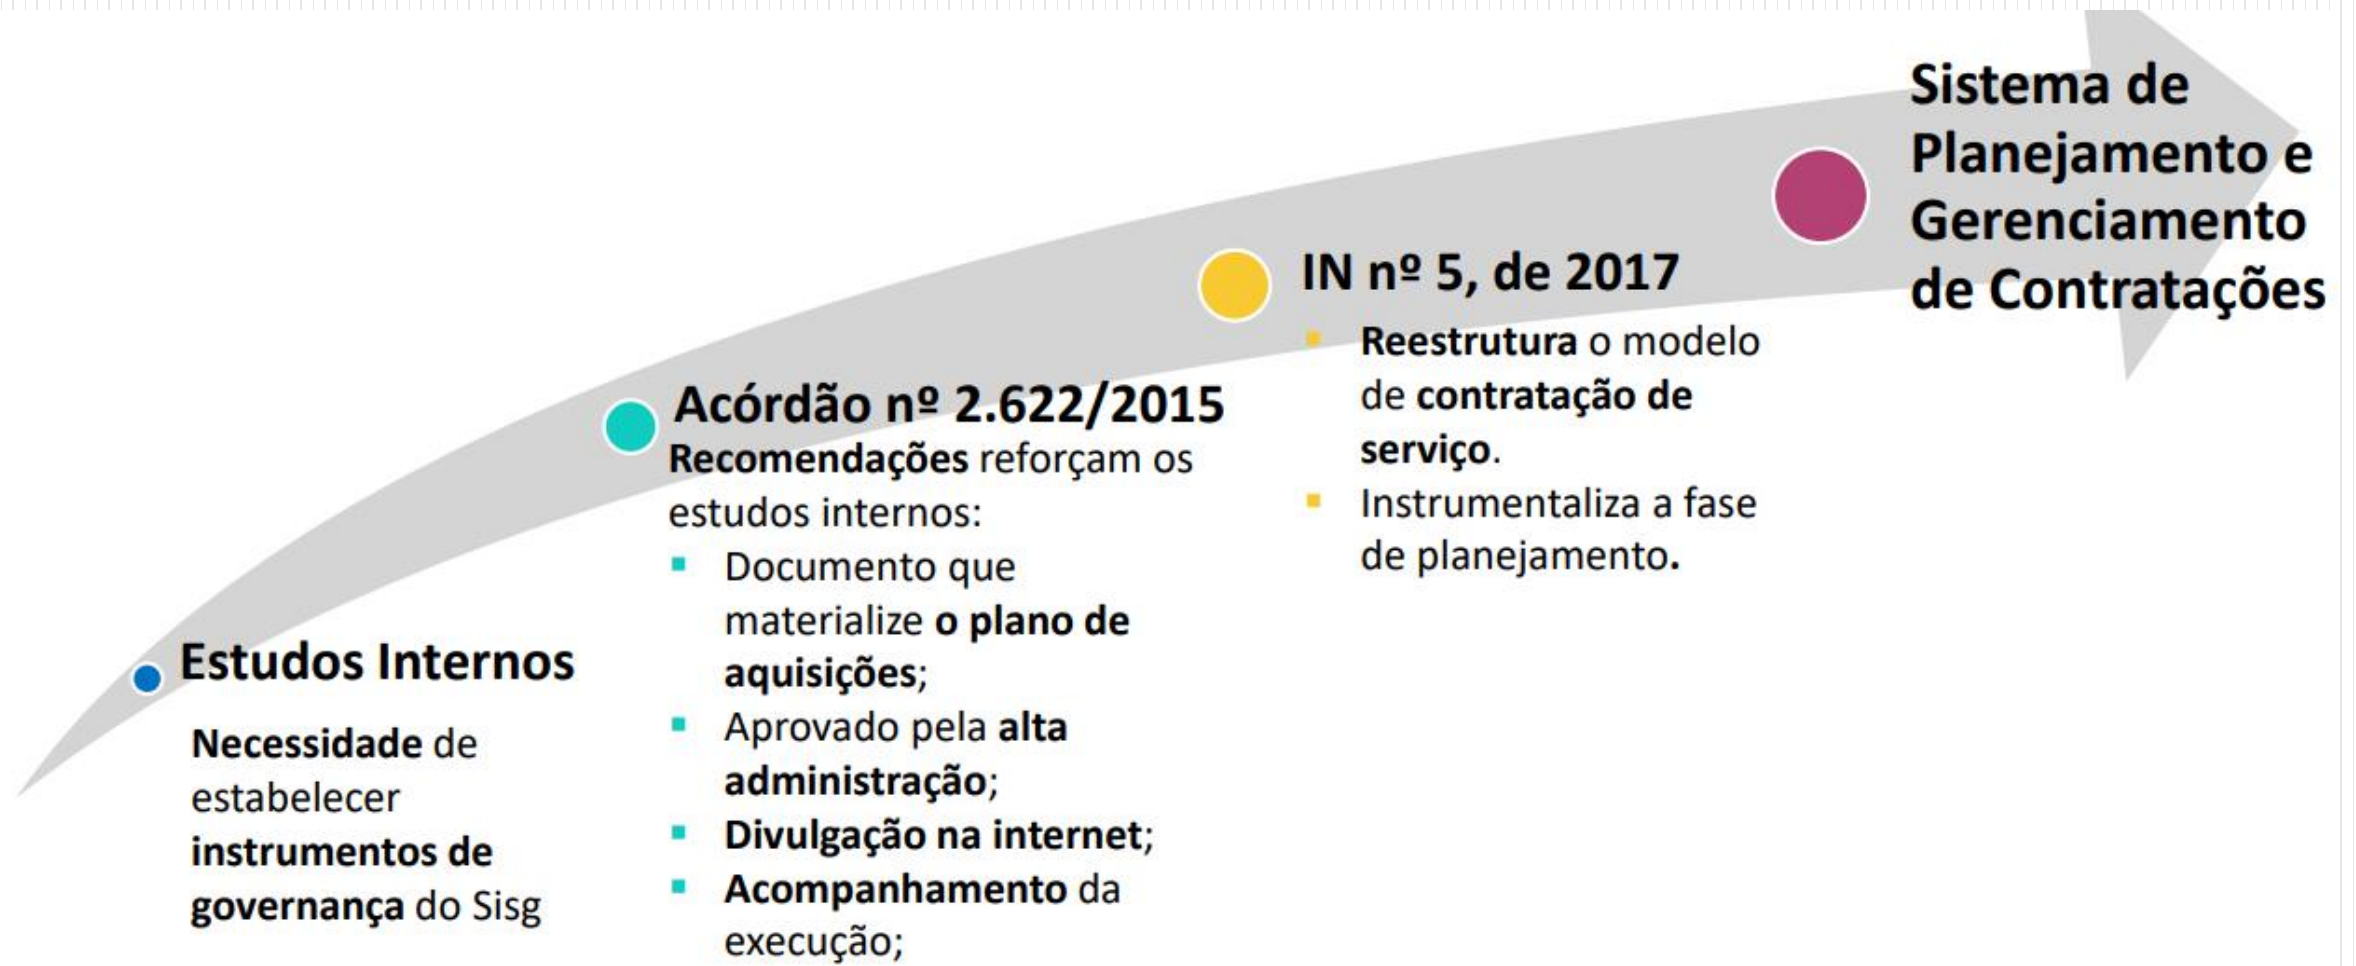 Estudos Internos
Necessidade de
estabelecer
instrumentos de
governança do Sisg
Acórdão nº 2.622/2015
Recomendações reforçam os
estudos internos:
Documento que
materialize o plano de
aquisições;
Aprovado pela alta
administração;
Divulgação na internet;
Acompanhamento da
execução;
IN nº 5, de 2017
Reestrutura o modelo
de contratação de
serviço.
Instrumentaliza a fase
de planejamento.
Sistema de
Planejamento e
Gerenciamento
de Contratações